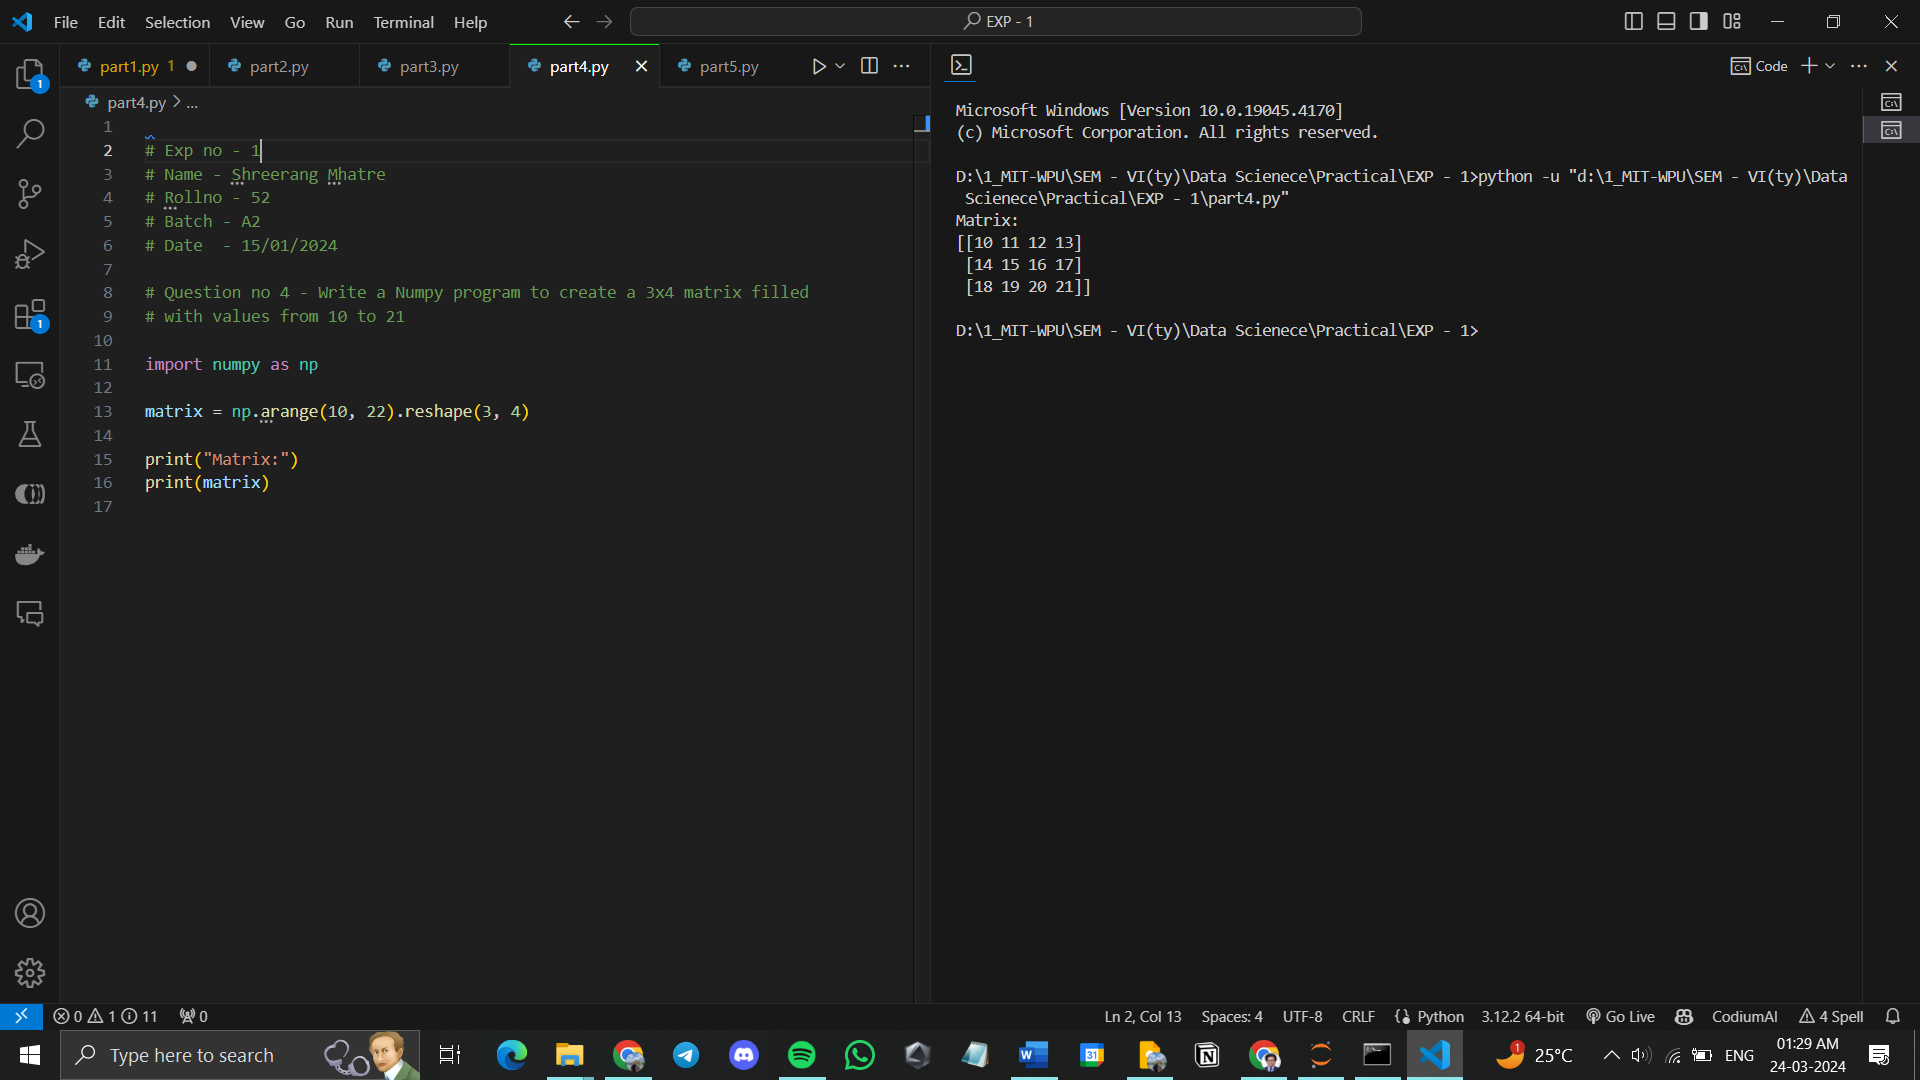 File Edit Selection View Go Run Terminal Help
EXP - 1
part1.py 1
part2.py
part3.py
part4.py
part5.py
Code
part4.py > ...
1
2 # Exp no - 1
3 # Name - Shreerang Mhatre
4 # Rollno - 52
5 # Batch - A2
6 # Date  - 15/01/2024
7
8 # Question no 4 - Write a Numpy program to create a 3x4 matrix filled
9 # with values from 10 to 21
10
11 import numpy as np
12
13 matrix = np.arange(10, 22).reshape(3, 4)
14
15 print("Matrix:")
16 print(matrix)
17
Microsoft Windows [Version 10.0.19045.4170]
(c) Microsoft Corporation. All rights reserved.
D:\1_MIT-WPU\SEM - VI(ty)\Data Scienece\Practical\EXP - 1>python -u "d:\1_MIT-WPU\SEM - VI(ty)\Data
Scienece\Practical\EXP - 1\part4.py"
Matrix:
[[10 11 12 13]
[14 15 16 17]
[18 19 20 21]]
D:\1_MIT-WPU\SEM - VI(ty)\Data Scienece\Practical\EXP - 1>
1
1
0 1 11 0
Ln 2, Col 13 Spaces: 4 UTF-8 CRLF Python 3.12.2 64-bit Go Live CodiumAI 4 Spell
Type here to search
31
1
25°C
ENG
01:29 AM
24-03-2024